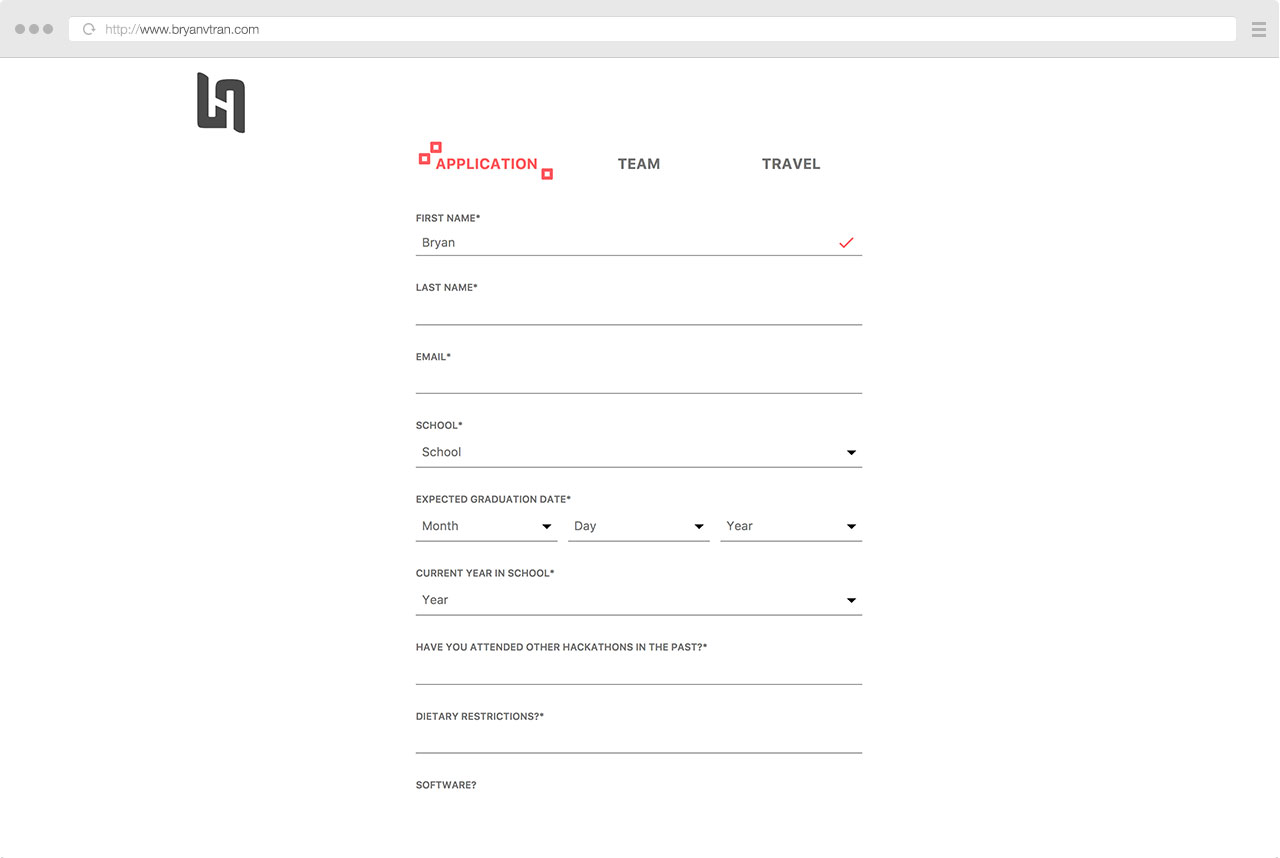 http://www.bryanvtran.com
APPLICATION TEAM TRAVEL
FIRST NAME*
Bryan
LAST NAME*
EMAIL*
SCHOOL*
School
EXPECTED GRADUATION DATE*
Month Day Year
CURRENT YEAR IN SCHOOL*
Year
HAVE YOU ATTENDED OTHER HACKATHONS IN THE PAST?*
DIETARY RESTRICTIONS?*
SOFTWARE?